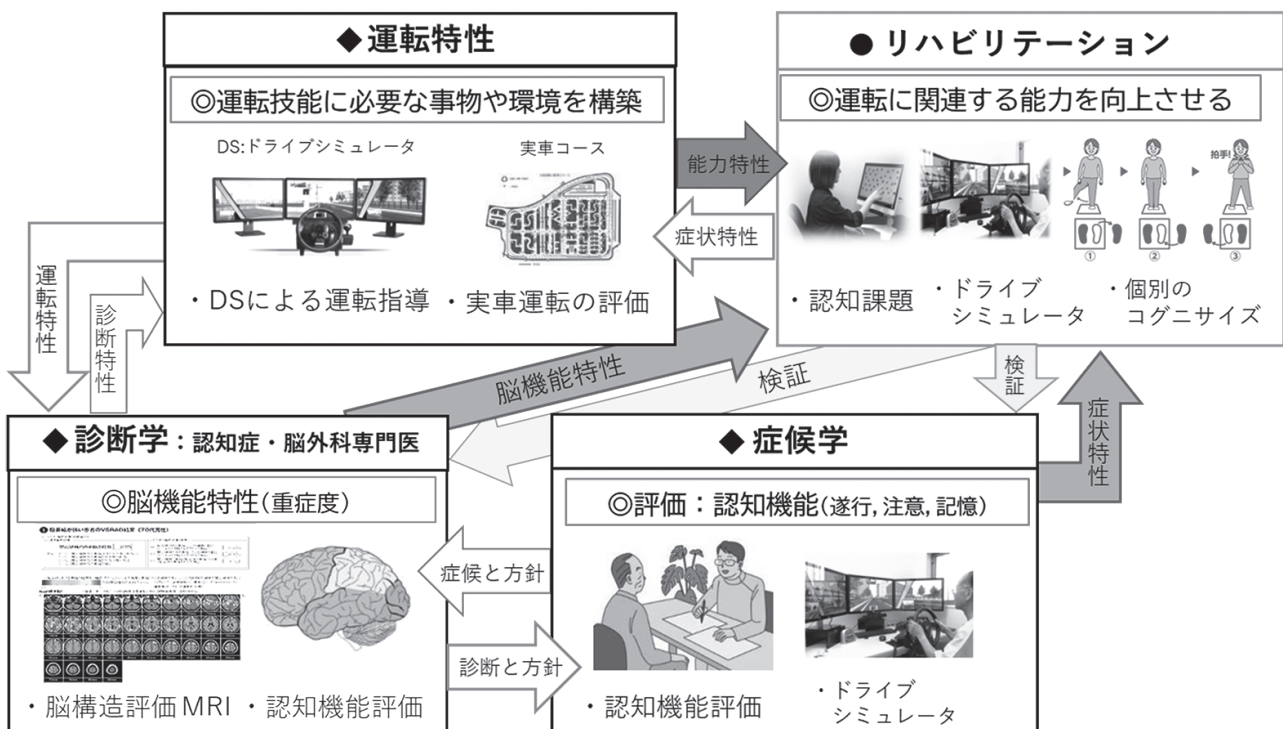 ◆運転特性
◎運転技能に必要な事物や環境を構築
DS:ドライブシミュレータ
実車コース
・DSによる運転指導
・実車運転の評価
能力特性
症状特性
●リハビリテーション
◎運転に関連する能力を向上させる
拍手!
①
②
③
・認知課題
・ドライブ
シミュレータ
・個別の
コグニサイズ
運転特性
診断特性
脳機能特性
検証
検証
症状特性
◆診断学：認知症・脳外科専門医
◎脳機能特性(重症度)
・脳構造評価MRI
・認知機能評価
症候と方針
診断と方針
◆症候学
◎評価：認知機能(遂行,注意,記憶)
・認知機能評価
・ドライブ
シミュレータ